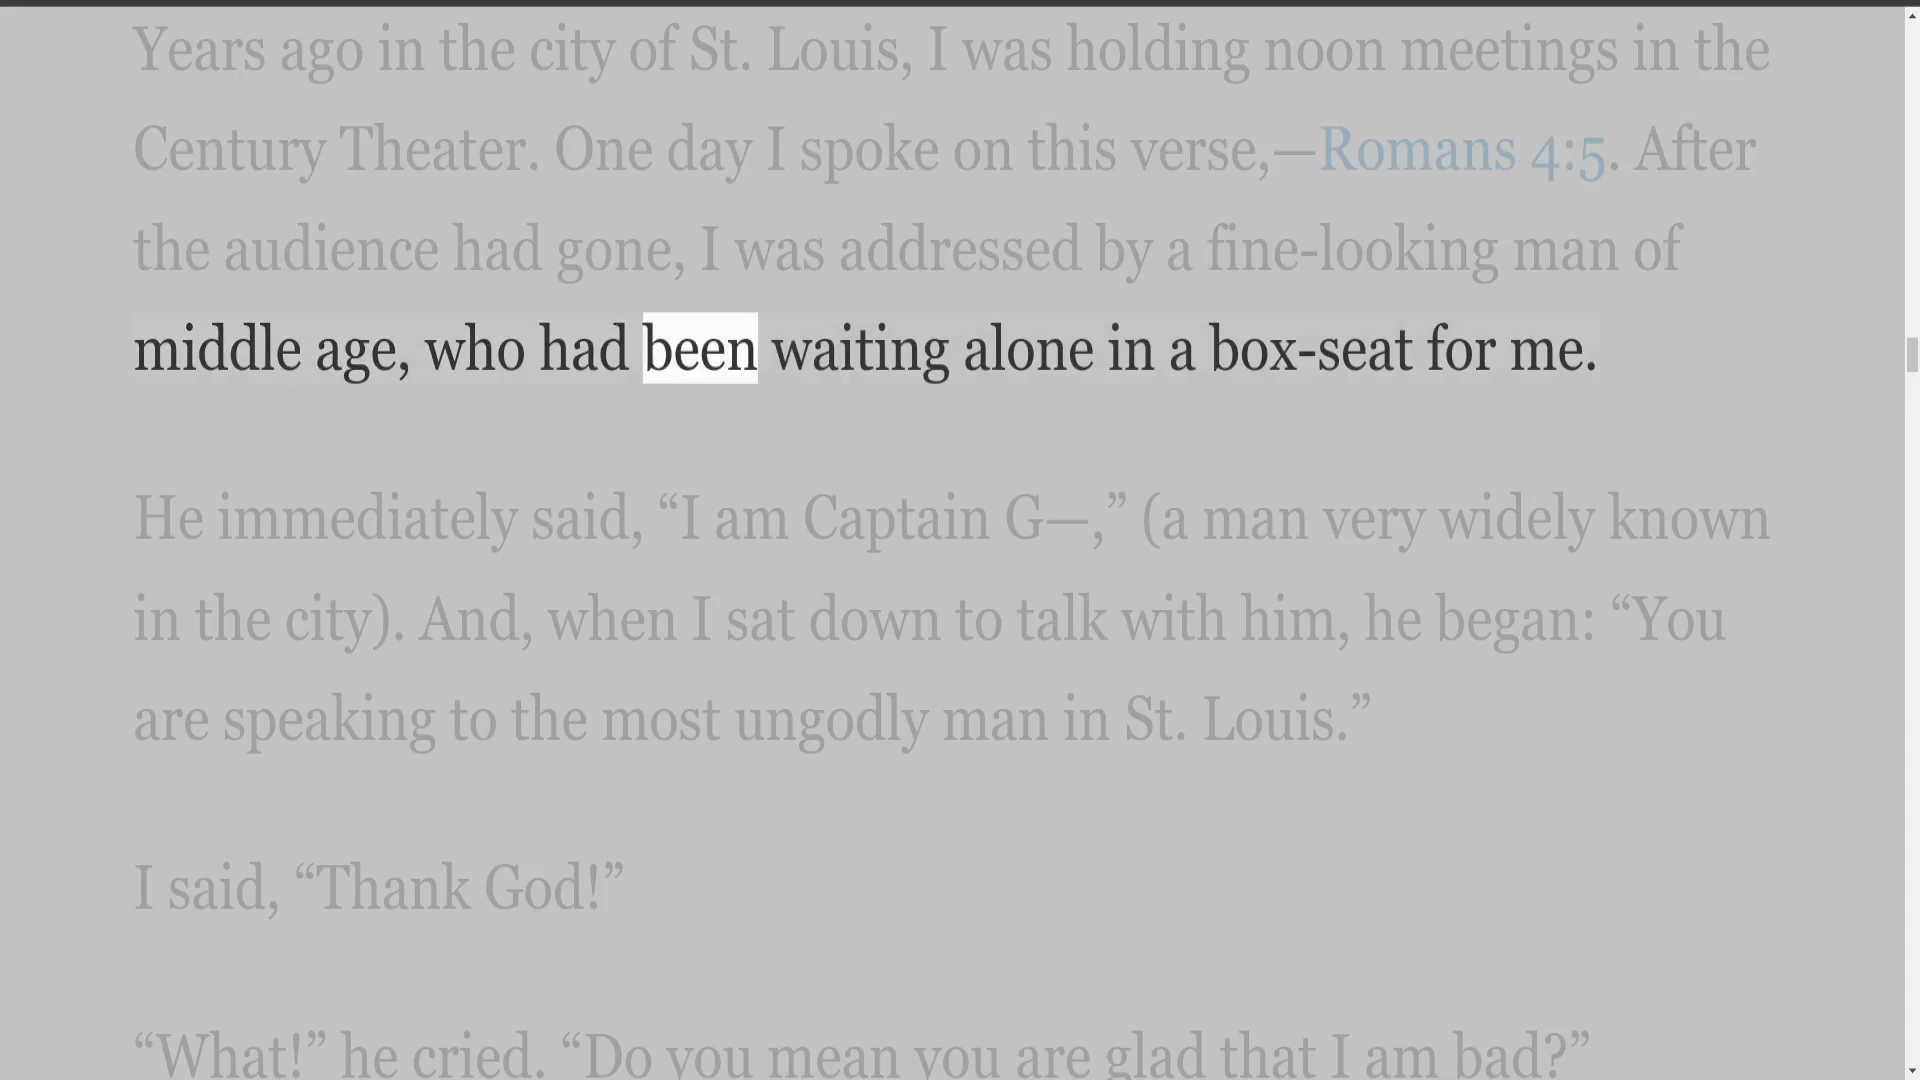 Years ago in the city of St. Louis, I was holding noon meetings in the
Century Theater. One day I spoke on this verse,—Romans 4:5. After
the audience had gone, I was addressed by a fine-looking man of
middle age, who had been waiting alone in a box-seat for me.
He immediately said, “I am Captain G—,” (a man very widely known
in the city). And, when I sat down to talk with him, he began: “You
are speaking to the most ungodly man in St. Louis.”
I said, “Thank God!”
“What!” he cried. “Do you mean you are glad that I am bad?”